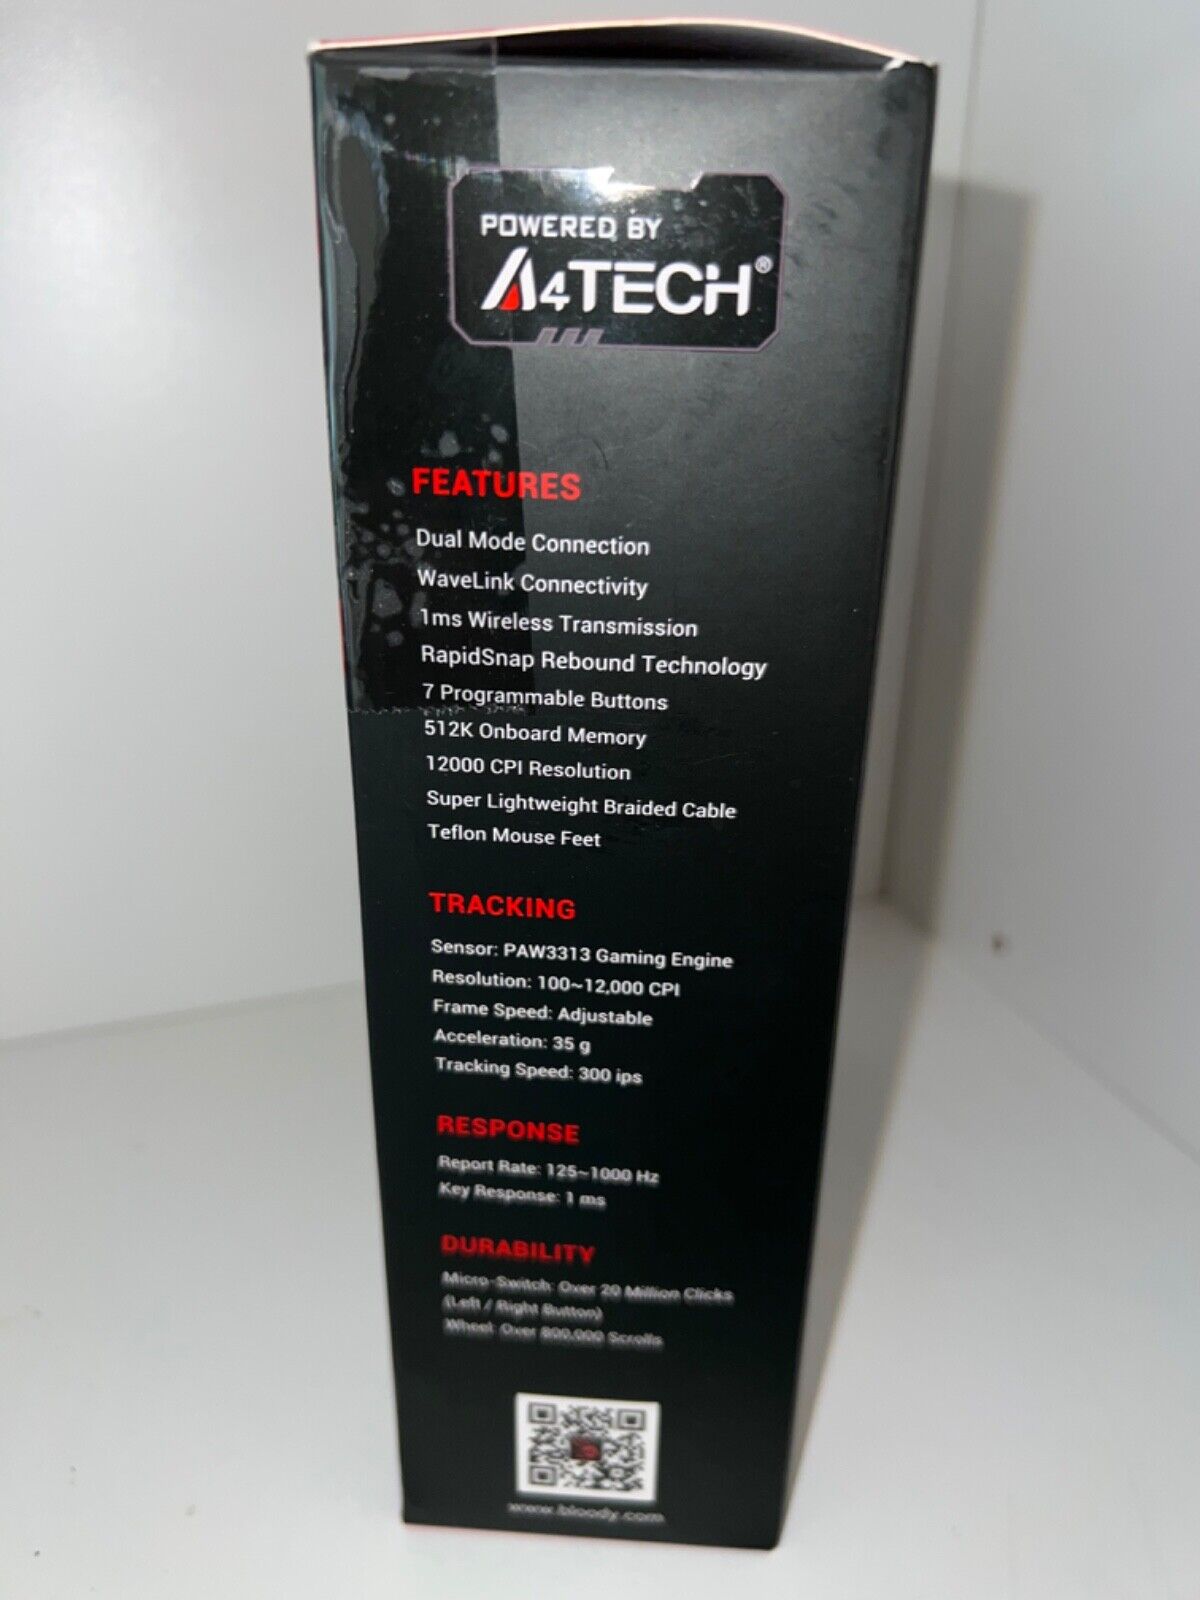 POWERED BY
A4TECH®
FEATURES
Dual Mode Connection
WaveLink Connectivity
1ms Wireless Transmission
RapidSnap Rebound Technology
7 Programmable Buttons
512K Onboard Memory
12000 CPI Resolution
Super Lightweight Braided Cable
Teflon Mouse Feet
TRACKING
Sensor: PAW3313 Gaming Engine
Resolution: 100~12,000 CPI
Frame Speed: Adjustable
Acceleration: 35 g
Tracking Speed: 300 ips
RESPONSE
Report Rate: 125~1000 Hz
Key Response: 1 ms
DURABILITY
Micro-Switch: Over 20 Million Clicks
(Left / Right Button)
Wheel: Over 800,000 Scrolls
www.bloody.com